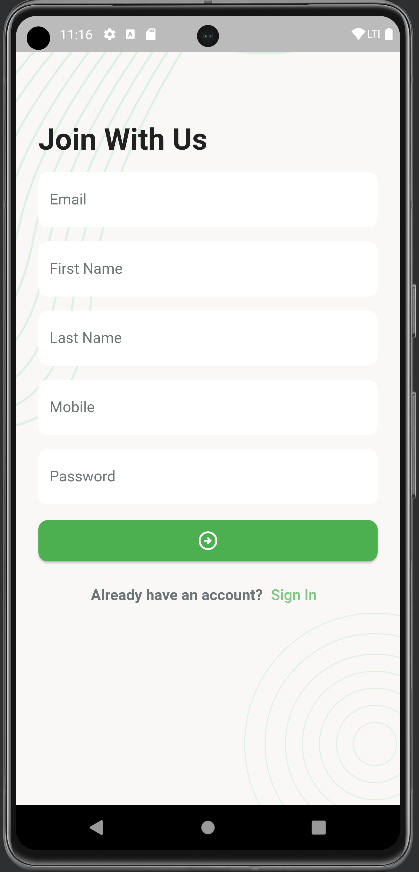 11:16 LTE
Join With Us
Email
First Name
Last Name
Mobile
Password
Already have an account? Sign In